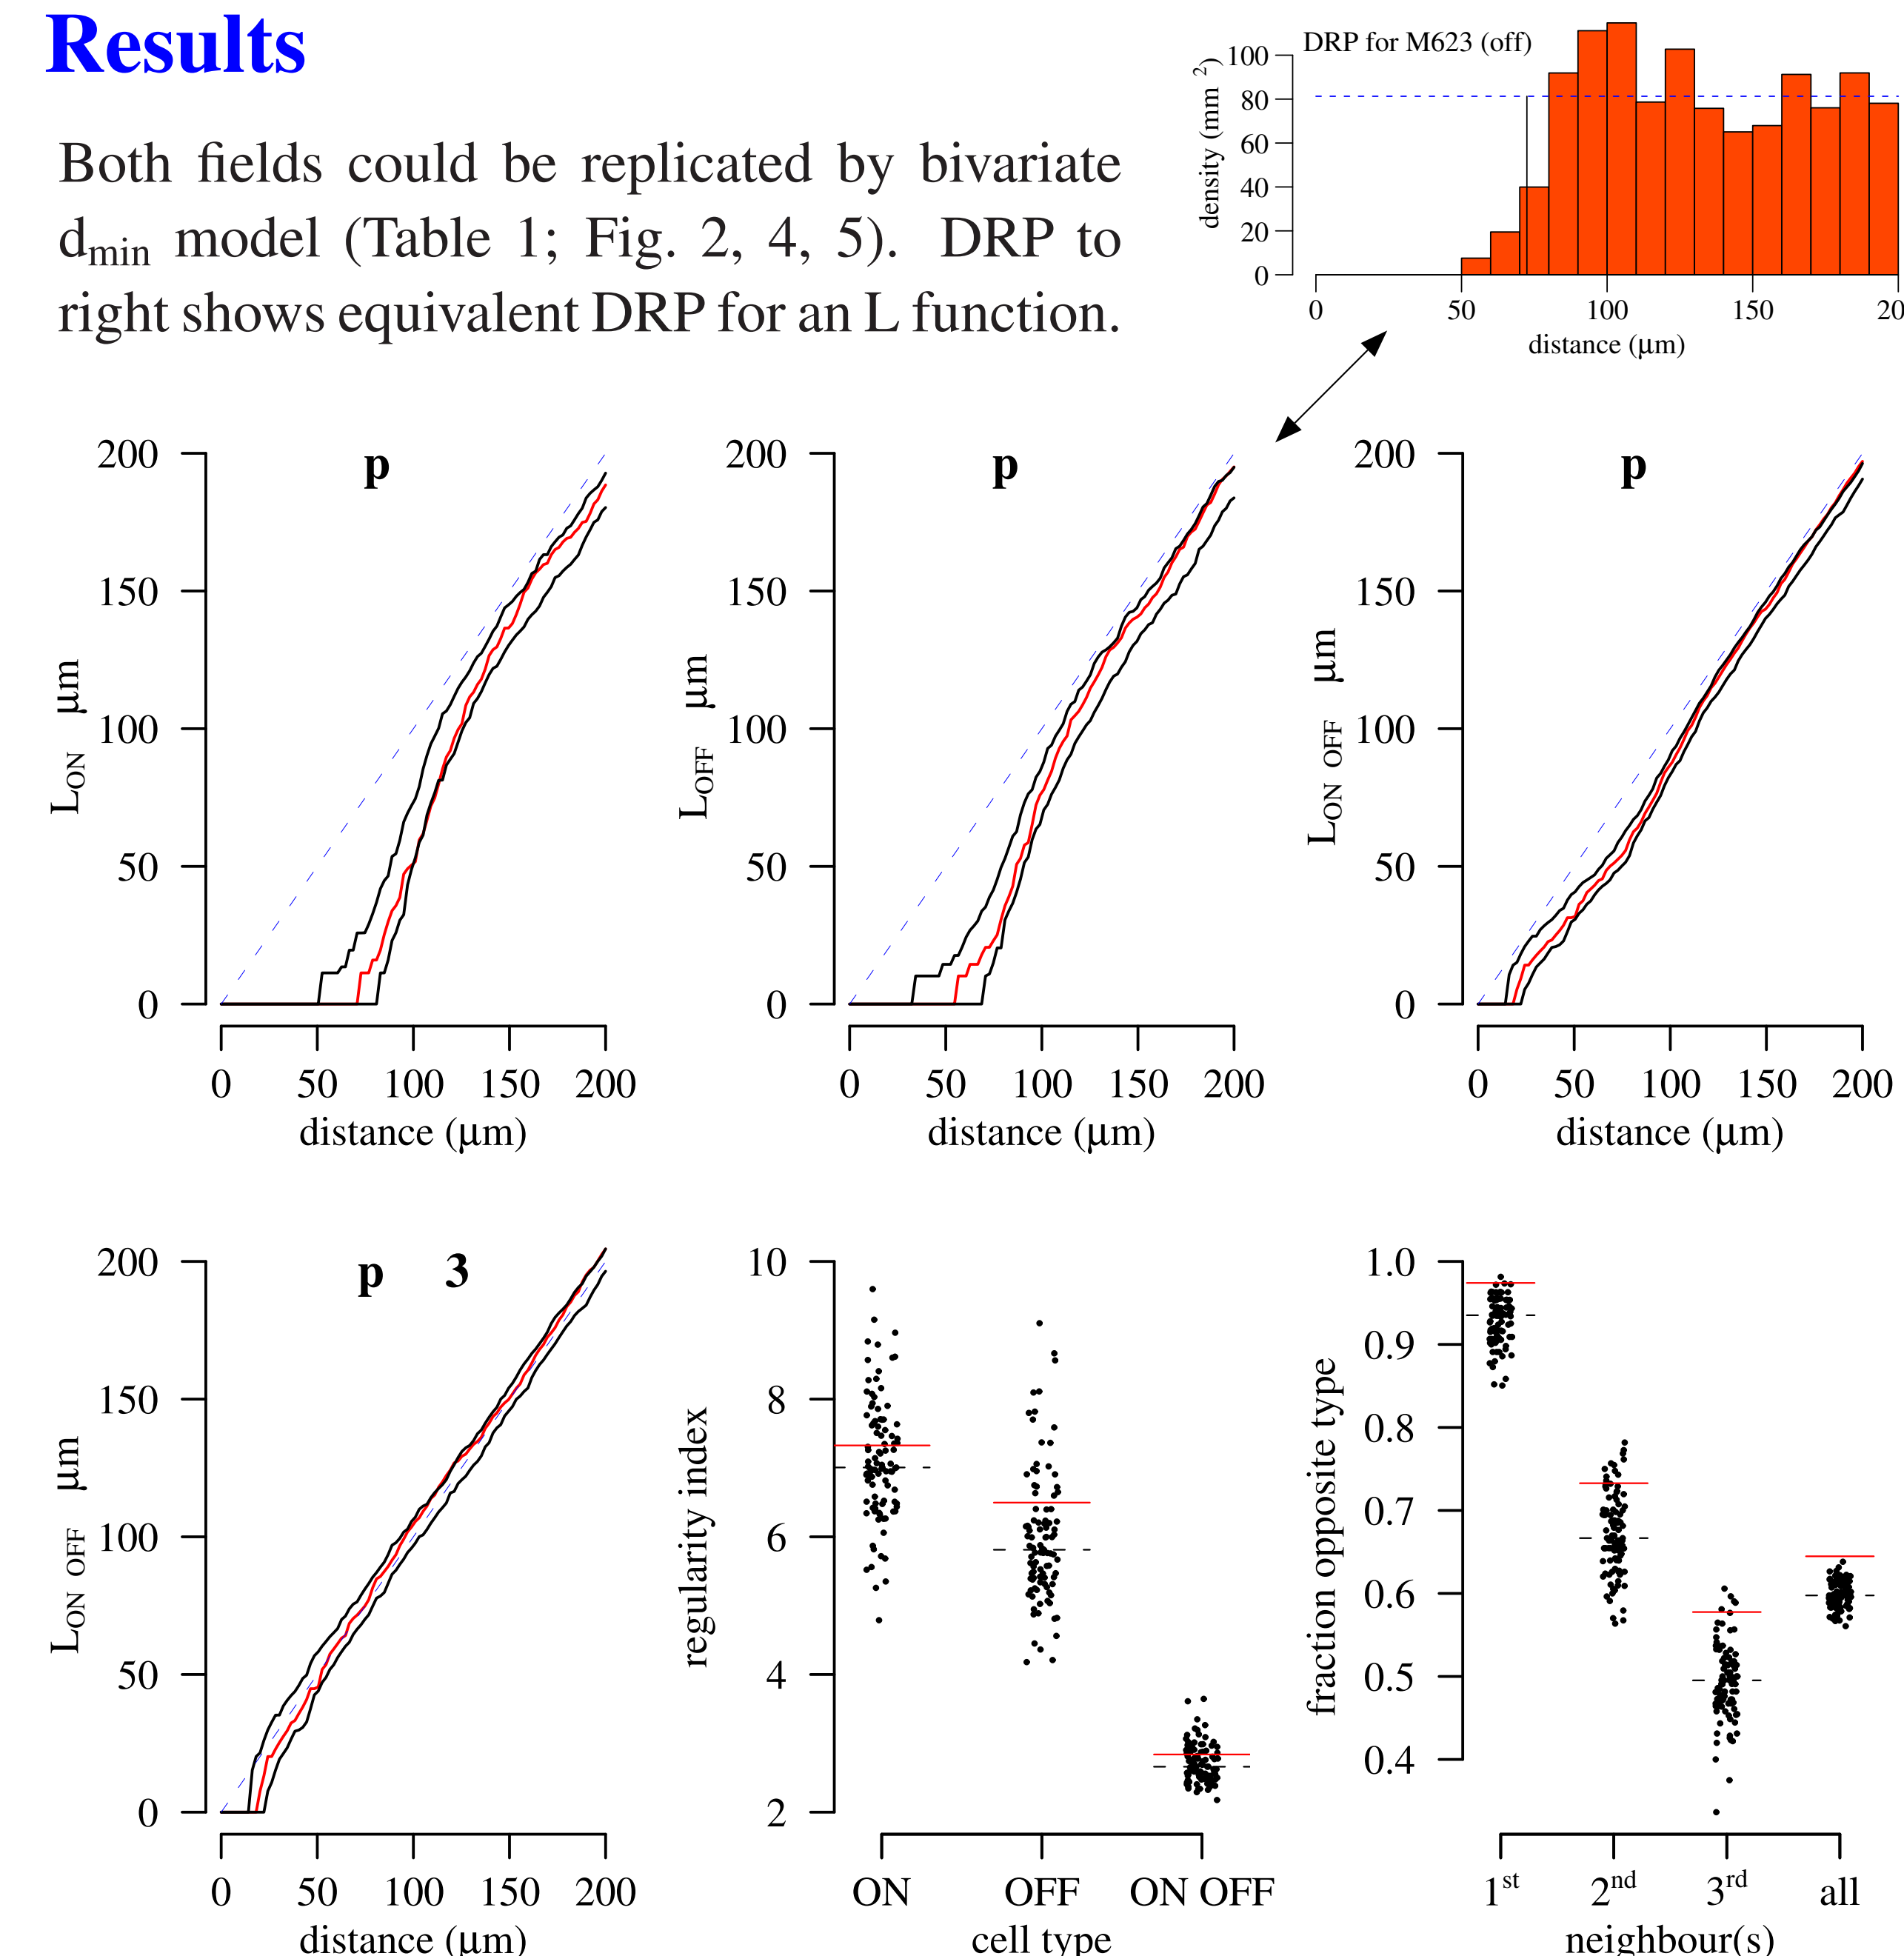 Results
Both fields could be replicated by bivariate
dmin model (Table 1; Fig. 2, 4, 5). DRP to
right shows equivalent DRP for an L function.
DRP for M623 (off)
density (mm 2)
100
80
60
40
20
0
0 50 100 150 20
distance (µm)
p
LON µm
200
150
100
50
0
0 50 100 150 200
distance (µm)
p
LOFF µm
200
150
100
50
0
0 50 100 150 200
distance (µm)
p
LON OFF µm
200
150
100
50
0
0 50 100 150 200
distance (µm)
p 3
LON OFF µm
200
150
100
50
0
0 50 100 150 200
distance (µm)
regularity index
10
8
6
4
2
ON OFF ON OFF
cell type
fraction opposite type
1.0
0.9
0.8
0.7
0.6
0.5
0.4
1st 2nd 3rd all
neighbour(s)